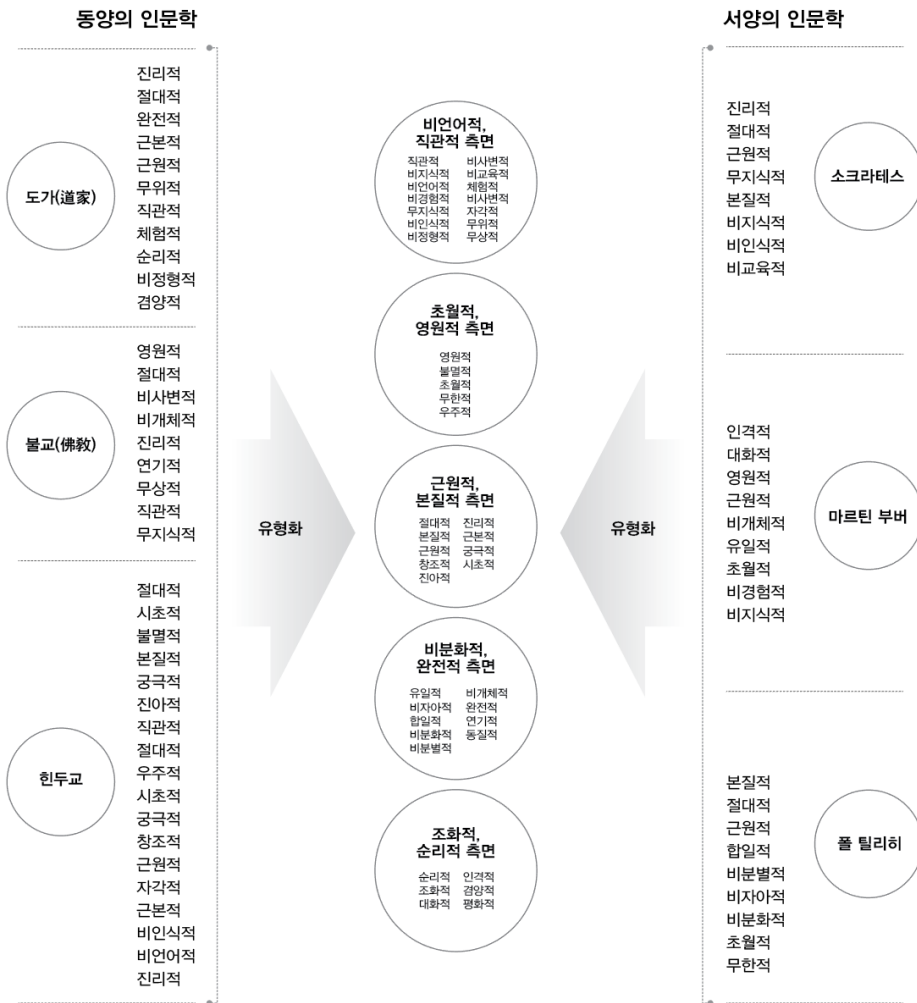 동양의 인문학
도가(道家)
진리적
절대적
완전적
근본적
근원적
무위적
직관적
체험적
순리적
비정형적
겸양적
불교(佛敎)
영원적
절대적
비사변적
비개체적
진리적
연기적
무상적
직관적
무지식적
힌두교
절대적
시초적
불멸적
본질적
궁극적
진아적
직관적
절대적
우주적
시초적
궁극적
창조적
근원적
자각적
근본적
비인식적
비언어적
진리적
유형화
비언어적,
직관적 측면
직관적 비사변적
비지식적 비교육적
비언어적 체험적
비경험적 비사변적
무지식적 자각적
비인식적 무위적
비정형적 무상적
초월적,
영원적 측면
영원적
불멸적
초월적
무한적
우주적
근원적,
본질적 측면
절대적 진리적
본질적 근본적
근원적 궁극적
창조적 시초적
진아적
비분화적,
완전적 측면
유일적 비개체적
비자아적 완전적
합일적 연기적
비분화적 동질적
비분별적
조화적,
순리적 측면
순리적 인격적
조화적 겸양적
대화적 평화적
유형화
서양의 인문학
진리적
절대적
근원적
무지식적
본질적
비지식적
비인식적
비교육적
소크라테스
인격적
대화적
영원적
근원적
비개체적
유일적
초월적
비경험적
비지식적
마르틴 부버
본질적
절대적
근원적
합일적
비분별적
비자아적
비분화적
초월적
무한적
폴 틸리히